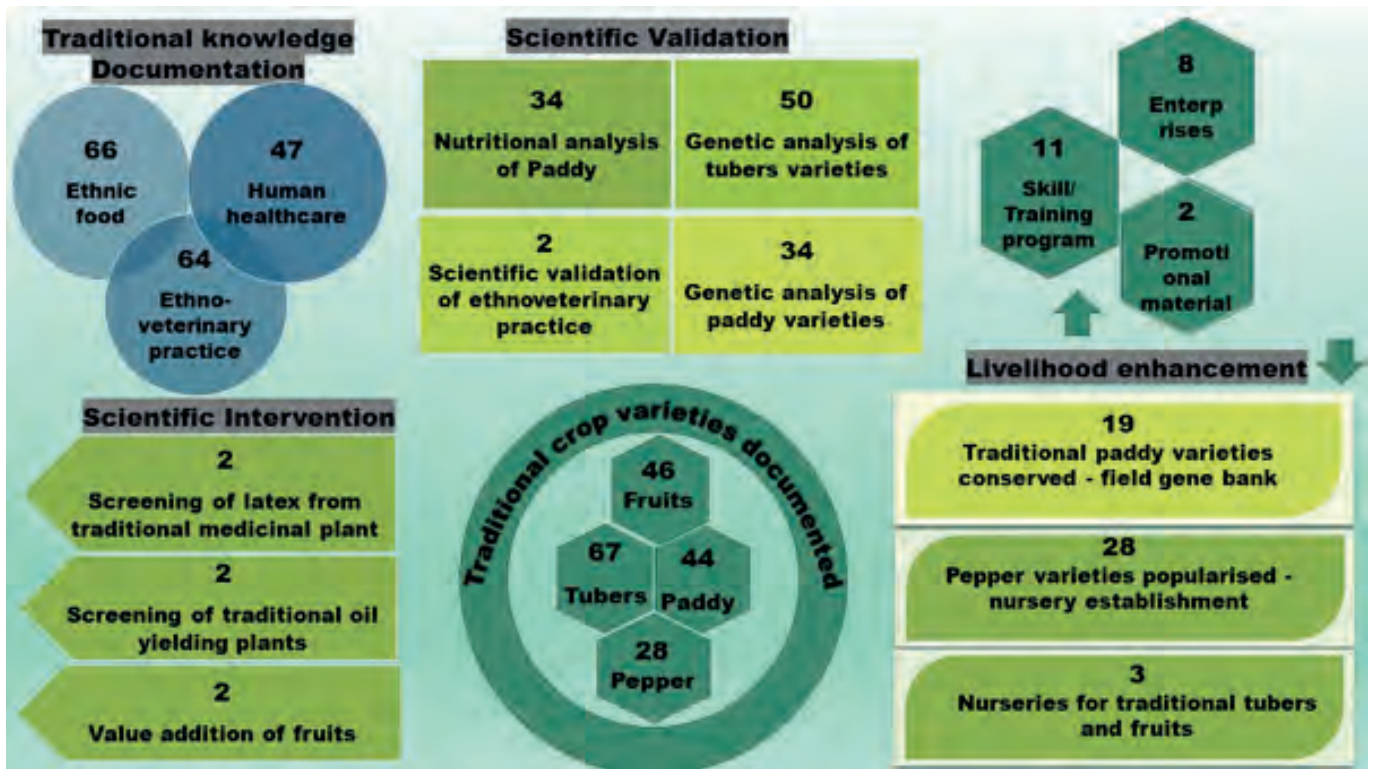 Traditional knowledge
Documentation
66
Ethnic
food
47
Human
healthcare
64
Ethno-
veterinary
practice
Scientific Validation
34
Nutritional analysis
of Paddy
50
Genetic analysis of
tubers varieties
2
Scientific validation
of ethnoveterinary
practice
34
Genetic analysis of
paddy varieties
8
Enterp
rises
11
Skill/
Training
program
2
Promoti
onal
material
Livelihood enhancement
19
Traditional paddy varieties
conserved - field gene bank
28
Pepper varieties popularised -
nursery establishment
3
Nurseries for traditional tubers
and fruits
Scientific Intervention
2
Screening of latex from
traditional medicinal plant
2
Screening of traditional oil
yielding plants
2
Value addition of fruits
Traditional crop varieties documented
46
Fruits
67
Tubers
44
Paddy
28
Pepper